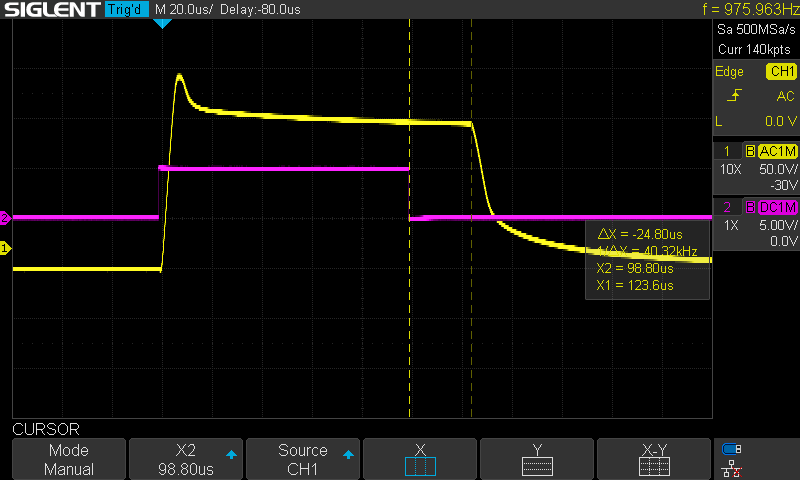 SIGLENT Trig'd M 20.0us/ Delay:-80.0us f = 975.963Hz
Sa 500MSa/s
Curr 140kpts
Edge CH1
AC
L 0.0 V
1 B AC1M
10X 50.0V/
-30V
2 B DC1M
1X 5.00V/
0.0V
2
1
△X = -24.80us
1/△X = 40.32kHz
X2 = 98.80us
X1 = 123.6us
CURSOR
Mode
Manual
X2
98.80us
Source
CH1
X
Y
X-Y